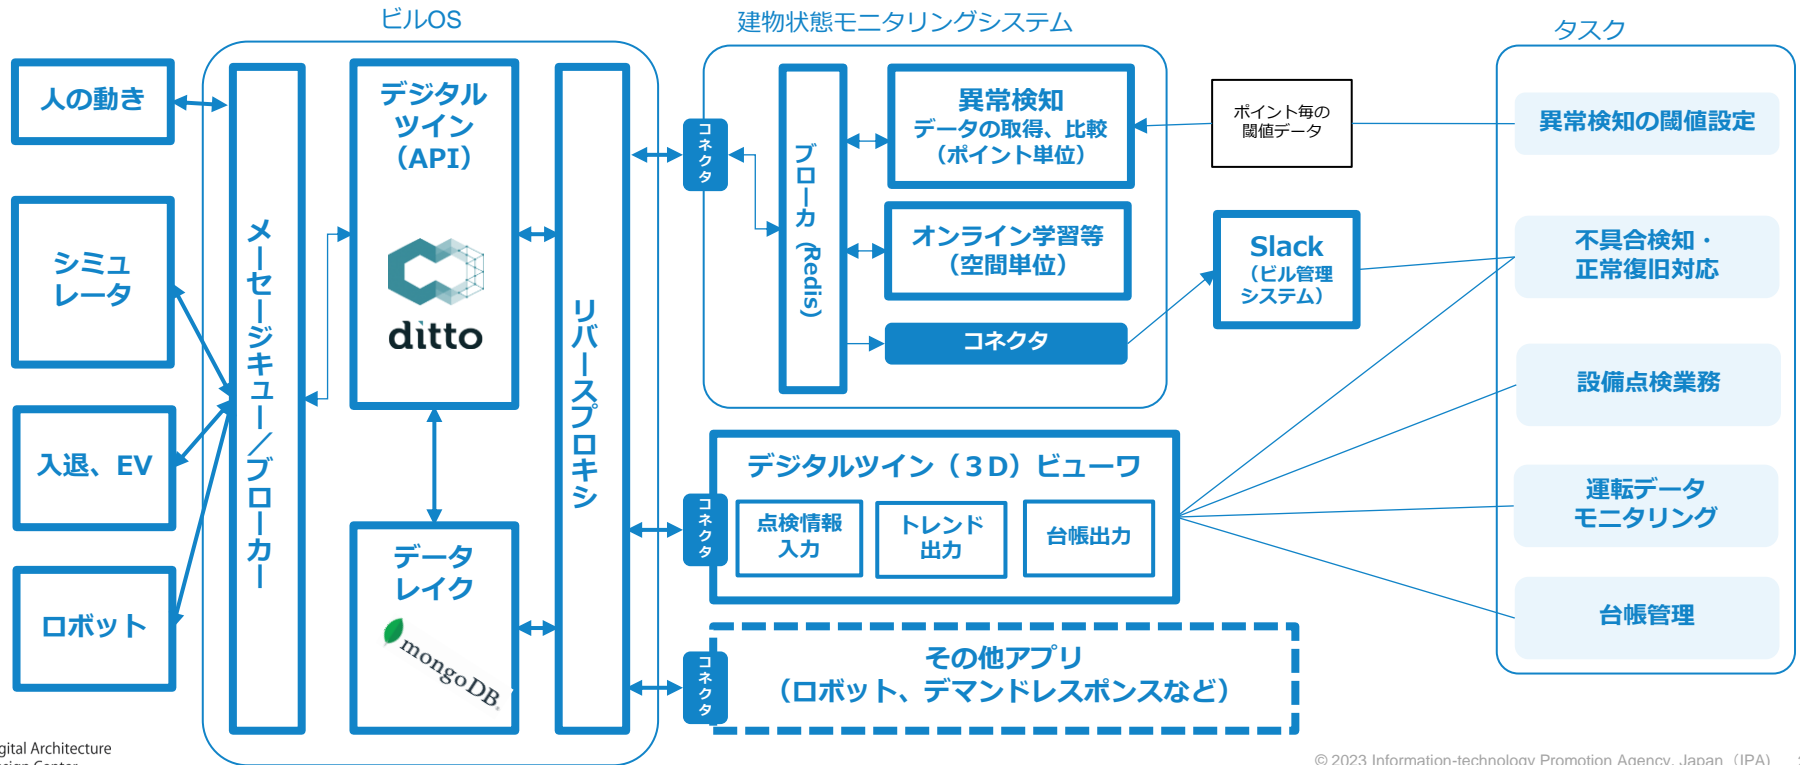 ビルOS
建物状態モニタリングシステム
タスク
人の動き
シミュ
レータ
入退、EV
ロボット
メッセージキュー／ブローカー
デジタル
ツイン
（API）
ditto
データ
レイク
mongoDB
リバースプロキシ
コネクタ
ブローカ（Redis）
異常検知
データの取得、比較
（ポイント単位）
オンライン学習等
（空間単位）
コネクタ
ポイント毎の
閾値データ
Slack
（ビル管理
システム）
コネクタ
デジタルツイン（３D）ビューワ
点検情報
入力
トレンド
出力
台帳出力
コネクタ
その他アプリ
（ロボット、デマンドレスポンスなど）
異常検知の閾値設定
不具合検知・
正常復旧対応
設備点検業務
運転データ
モニタリング
台帳管理
gital Architecture
© 2023 Information-technology Promotion Agency, Japan（IPA）